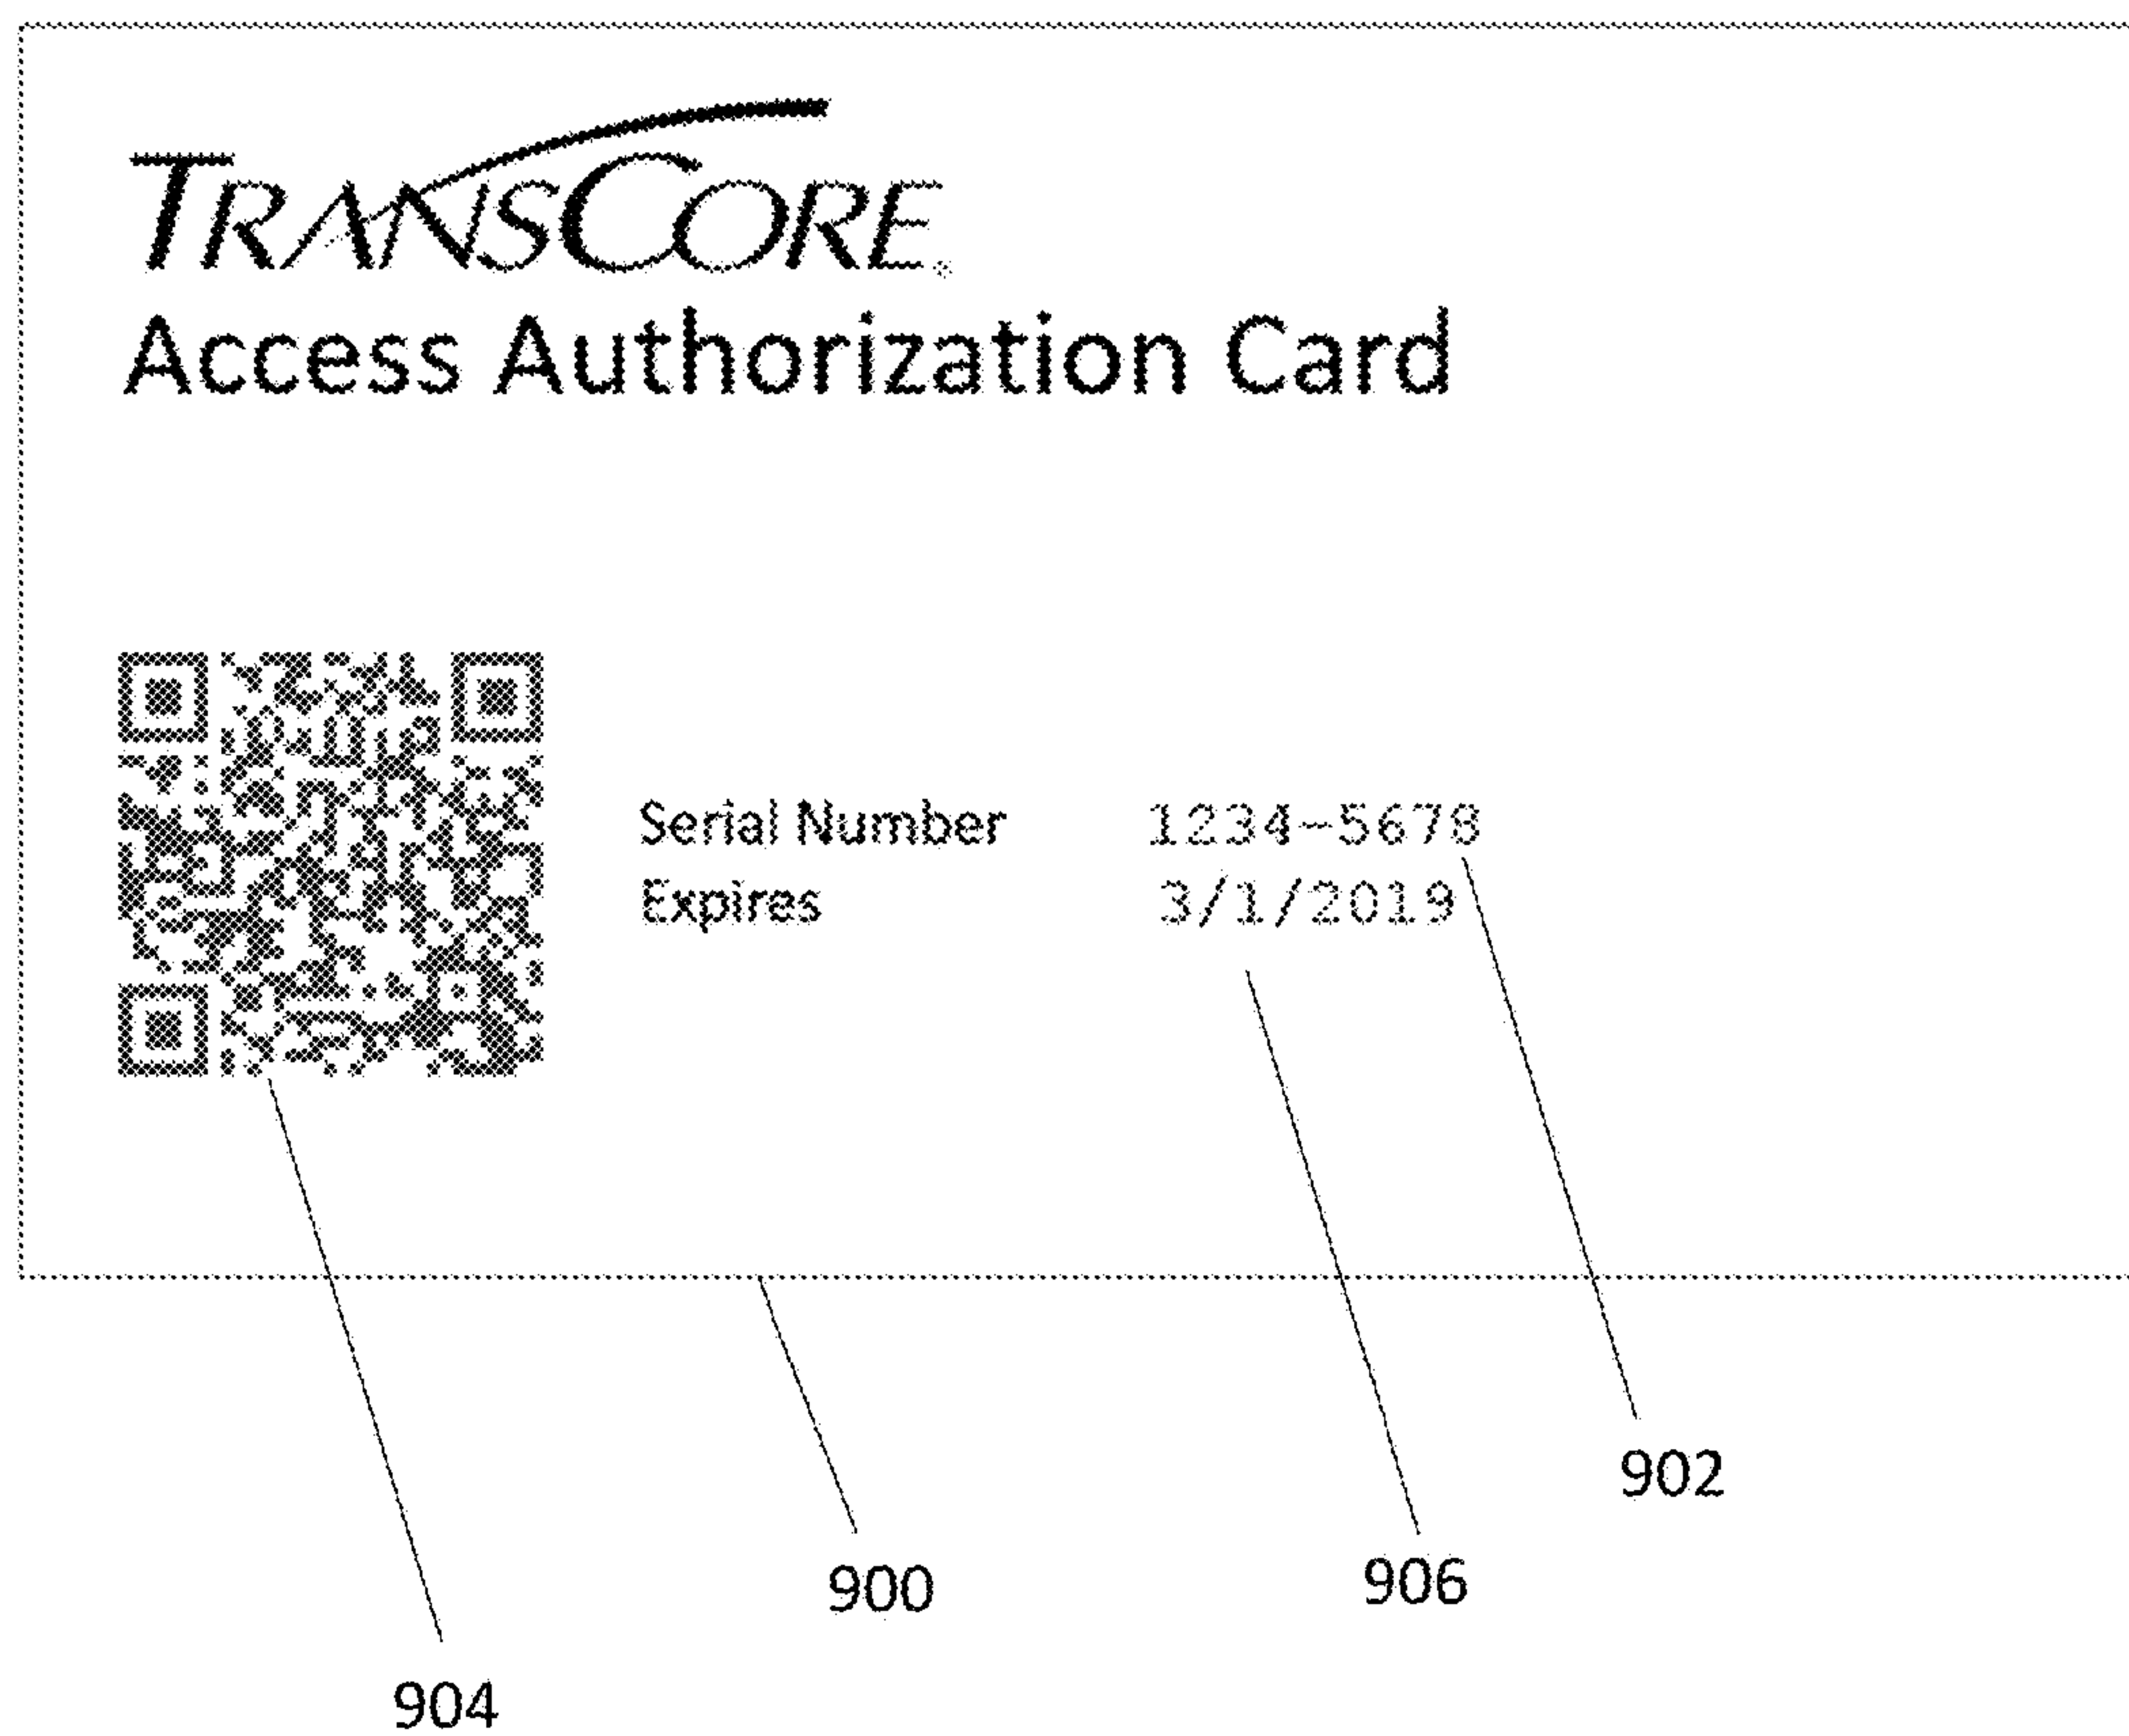 TRANSCORE
Access Authorization Card
Serial Number 1234-5678
Expires 3/1/2019
902
906
900
904